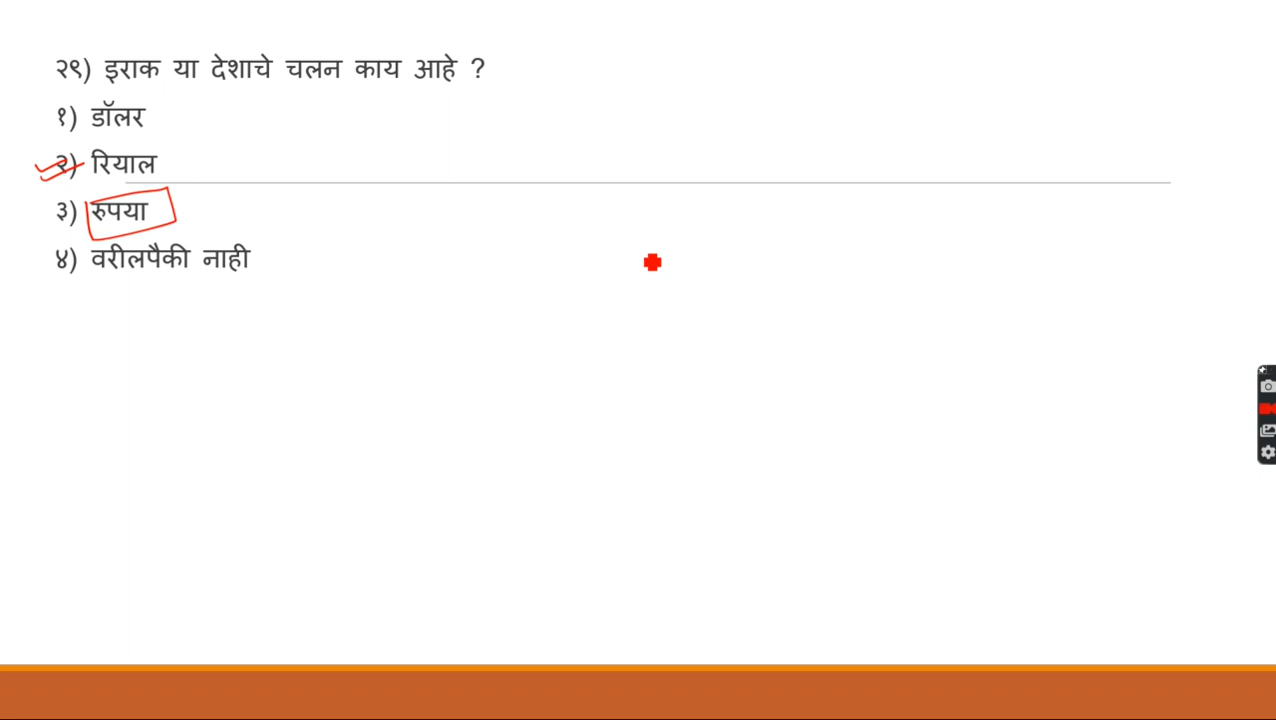 २९) इराक या देशाचे चलन काय आहे ?
१) डॉलर
२) रियाल
३) रुपया
४) वरीलपैकी नाही